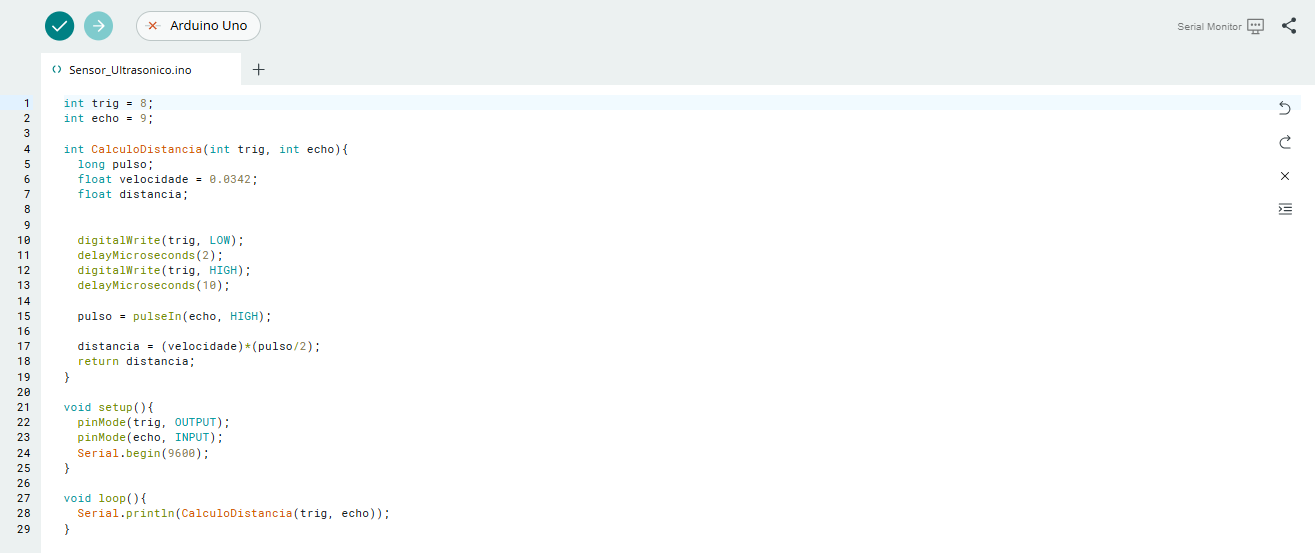 Arduino Uno
Serial Monitor
Sensor_Ultrasonico.ino
1 int trig = 8;
2 int echo = 9;
3
4 int CalculoDistancia(int trig, int echo){
5   long pulso;
6   float velocidade = 0.0342;
7   float distancia;
8
9
10   digitalWrite(trig, LOW);
11   delayMicroseconds(2);
12   digitalWrite(trig, HIGH);
13   delayMicroseconds(10);
14
15   pulso = pulseIn(echo, HIGH);
16
17   distancia = (velocidade)*(pulso/2);
18   return distancia;
19 }
20
21 void setup(){
22   pinMode(trig, OUTPUT);
23   pinMode(echo, INPUT);
24   Serial.begin(9600);
25 }
26
27 void loop(){
28   Serial.println(CalculoDistancia(trig, echo));
29 }